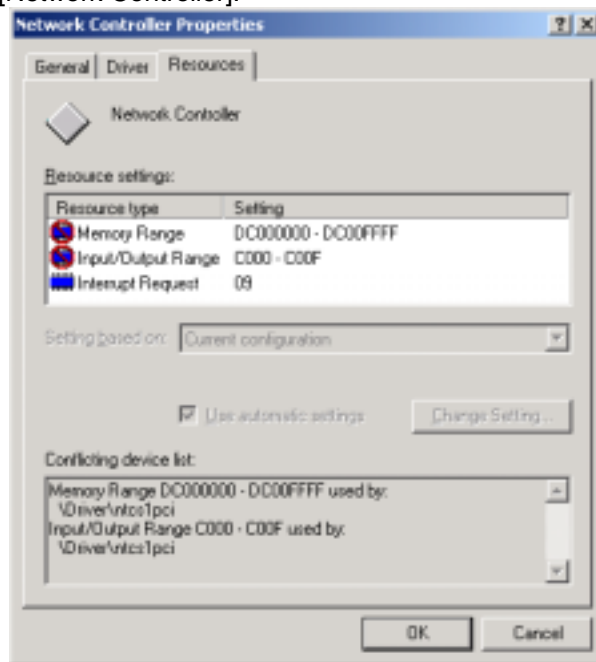 [Network Controller].
Network Controller Properties
General Driver Resources
Network Controller
Resource settings:
Resource type Setting
Memory Range DC000000 - DC00FFFF
Input/Output Range C000 - C00F
Interrupt Request 09
Setting based on: Current configuration
Use automatic settings Change Setting...
Conflicting device list:
Memory Range DC000000 - DC00FFFF used by:
\Driver\ntcs1pci
Input/Output Range C000 - C00F used by:
\Driver\ntcs1pci
OK Cancel